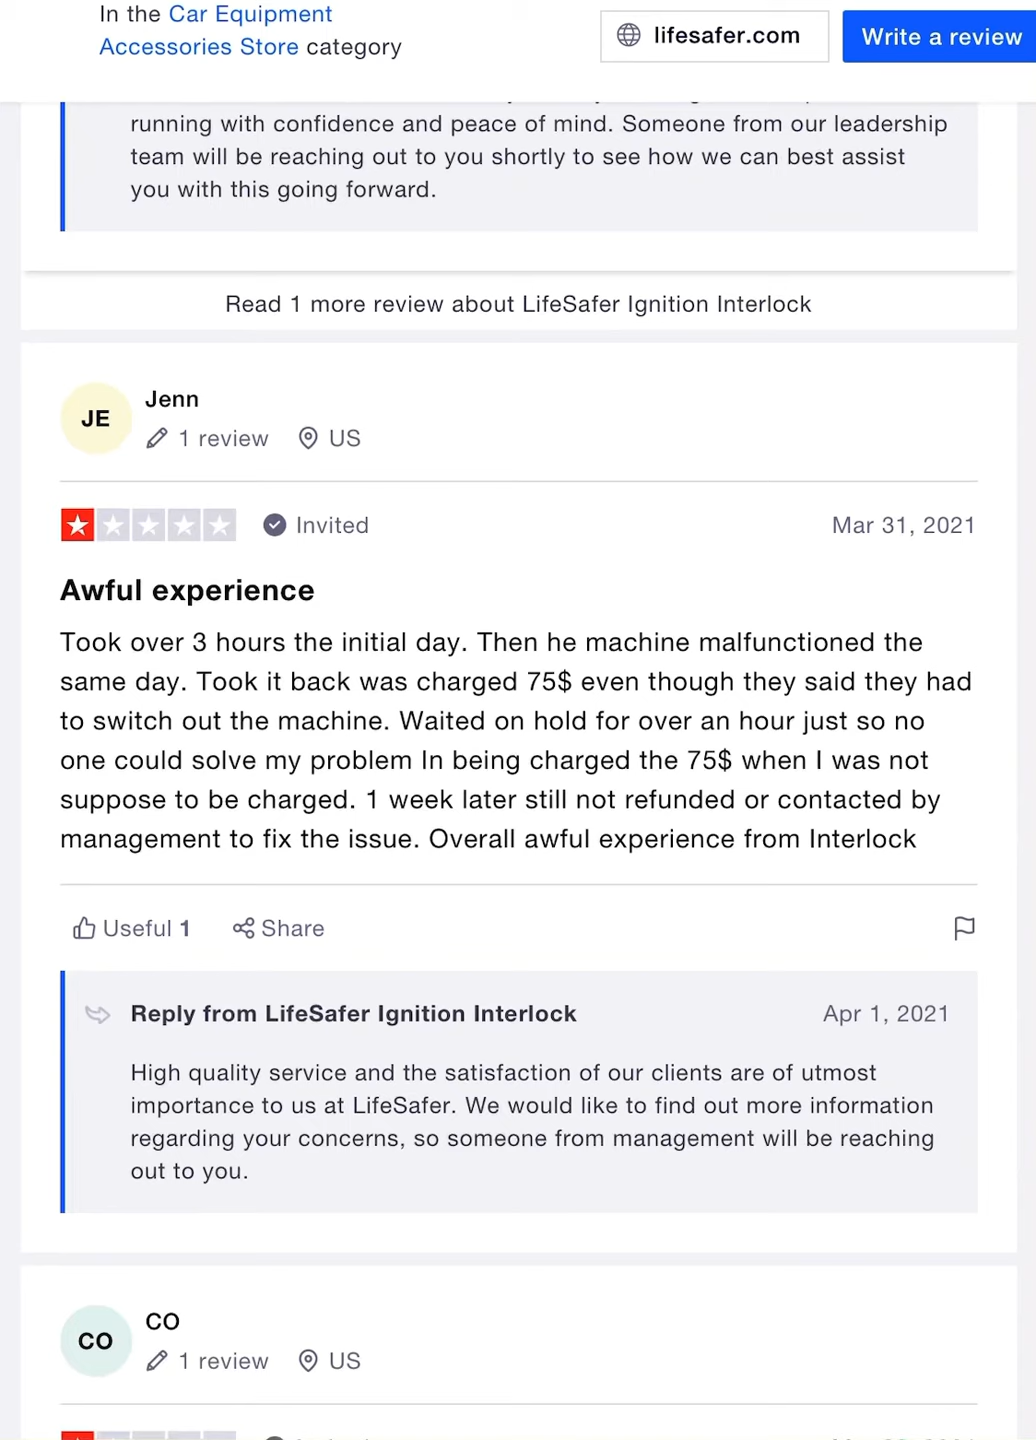 In the Car Equipment
Accessories Store category
lifesafer.com
Write a review
running with confidence and peace of mind. Someone from our leadership
team will be reaching out to you shortly to see how we can best assist
you with this going forward.
Read 1 more review about LifeSafer Ignition Interlock
JE
Jenn
1 review
US
Invited
Mar 31, 2021
Awful experience
Took over 3 hours the initial day. Then he machine malfunctioned the
same day. Took it back was charged 75$ even though they said they had
to switch out the machine. Waited on hold for over an hour just so no
one could solve my problem In being charged the 75$ when I was not
suppose to be charged. 1 week later still not refunded or contacted by
management to fix the issue. Overall awful experience from Interlock
Useful 1
Share
Reply from LifeSafer Ignition Interlock
Apr 1, 2021
High quality service and the satisfaction of our clients are of utmost
importance to us at LifeSafer. We would like to find out more information
regarding your concerns, so someone from management will be reaching
out to you.
CO
CO
1 review
US